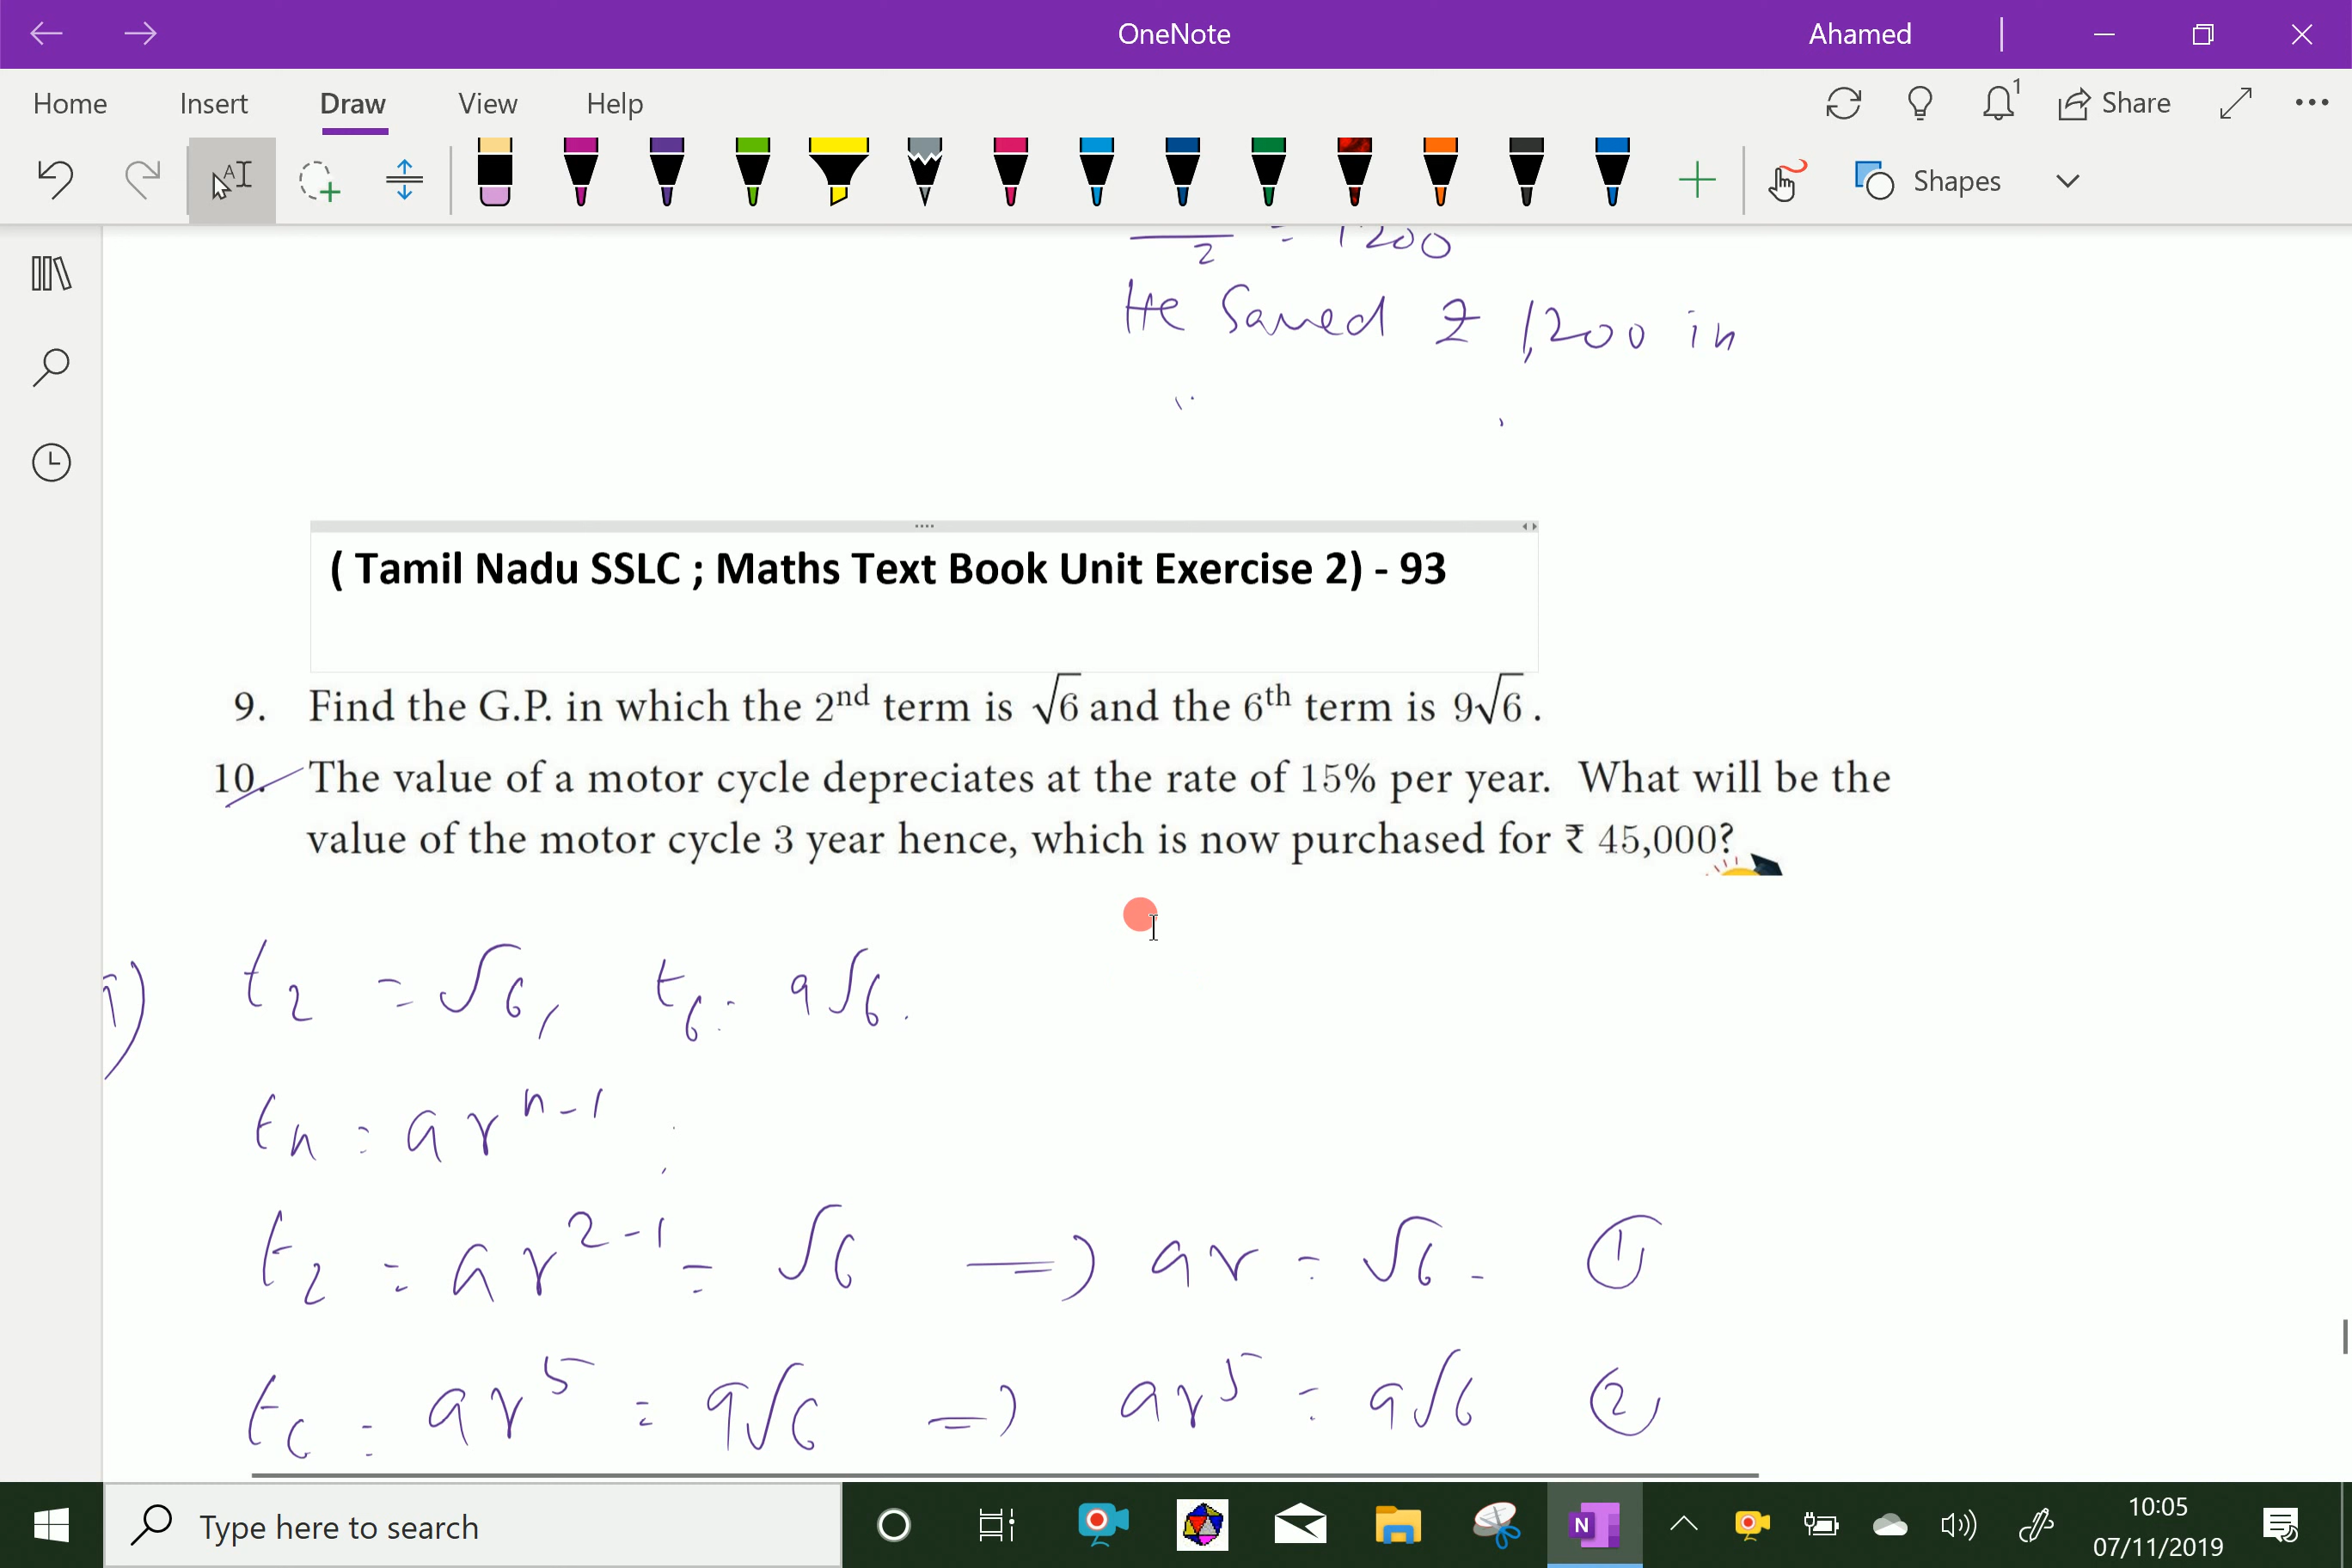 OneNote
Ahamed
Home Insert Draw View Help
1 Share
Shapes
2 = 1200
He Saved ₹ 1,200 in
( Tamil Nadu SSLC ; Maths Text Book Unit Exercise 2) - 93
9. Find the G.P. in which the 2nd term is √6 and the 6th term is 9√6 .
10. The value of a motor cycle depreciates at the rate of 15% per year. What will be the
value of the motor cycle 3 year hence, which is now purchased for ₹ 45,000?
t2 = √6, t6 = 9√6.
tn = ar^n-1
t2 = ar^2-1 = √6 => ar = √6 - 1
t6 = ar^5 = 9√6 => ar^5 = 9√6 2
Type here to search
N
10:05
07/11/2019